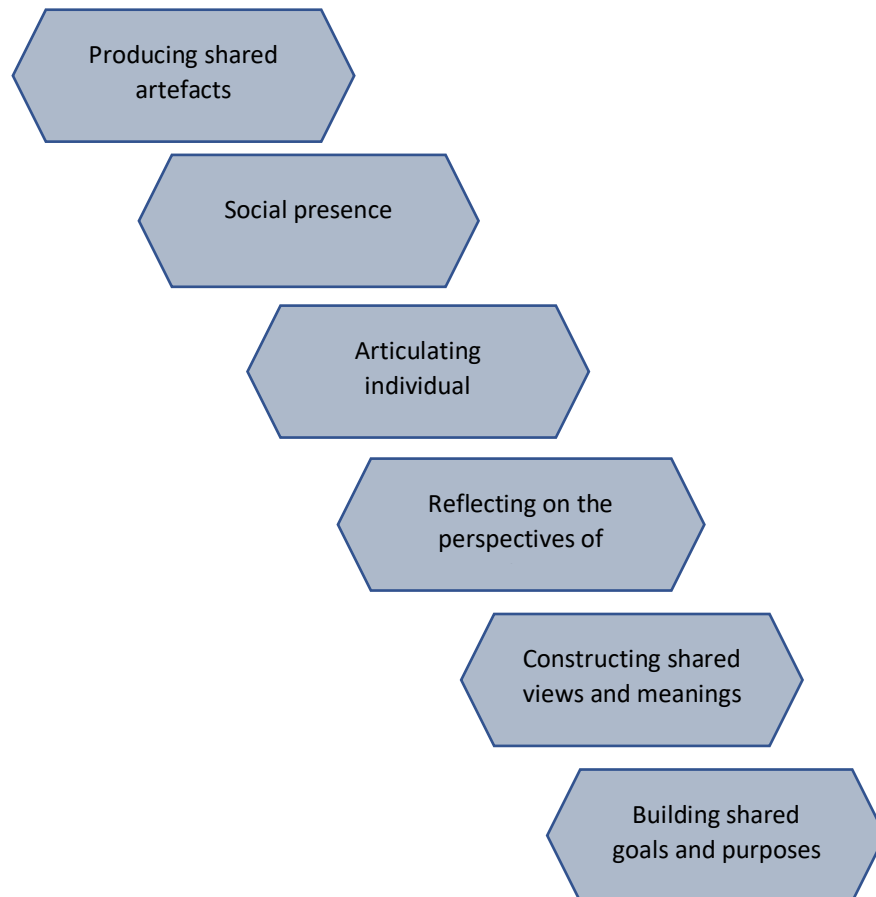 Producing shared
artefacts
Social presence
Articulating
individual
Reflecting on the
perspectives of
Constructing shared
views and meanings
Building shared
goals and purposes